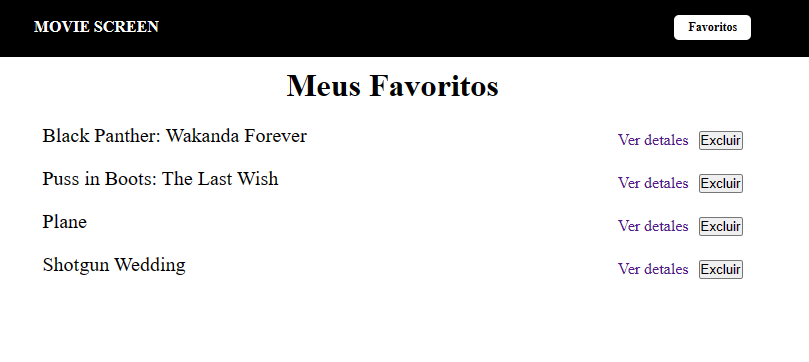 MOVIE SCREEN Favoritos
Meus Favoritos
Black Panther: Wakanda Forever Ver detales Excluir
Puss in Boots: The Last Wish Ver detales Excluir
Plane Ver detales Excluir
Shotgun Wedding Ver detales Excluir